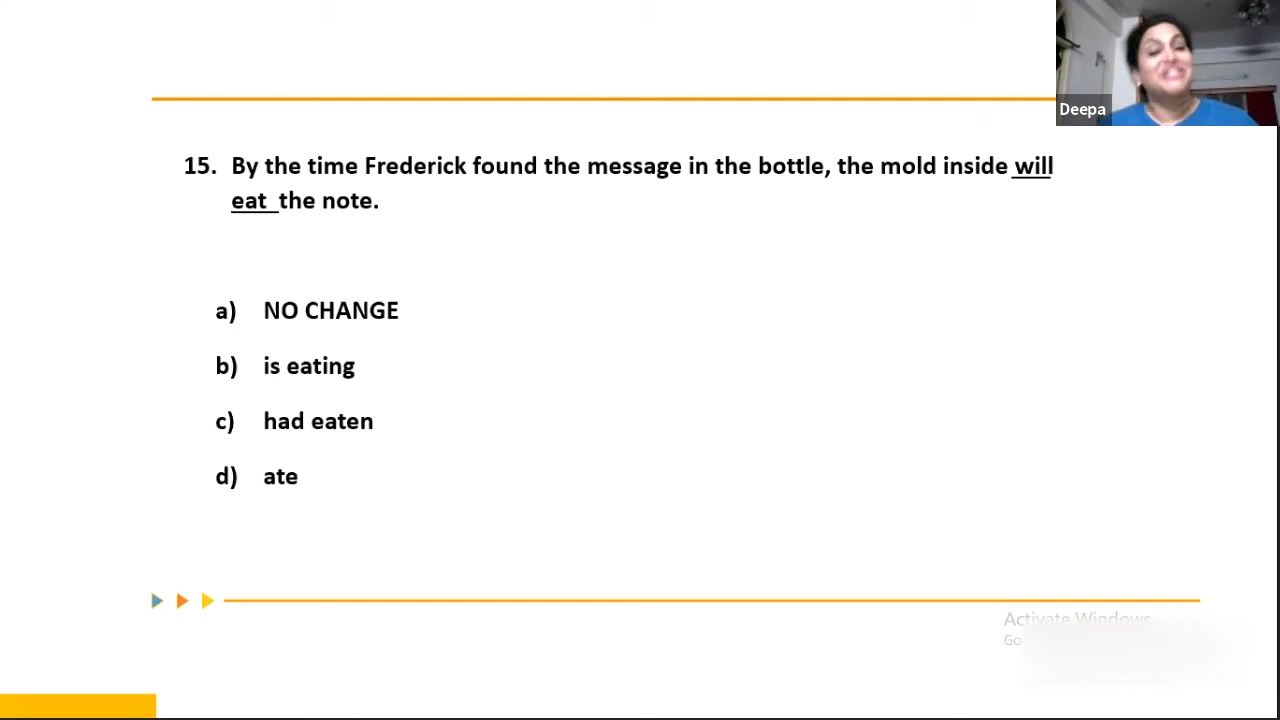 Deepa
15. By the time Frederick found the message in the bottle, the mold inside will
eat the note.
a) NO CHANGE
b) is eating
c) had eaten
d) ate
Activate Windows
Go